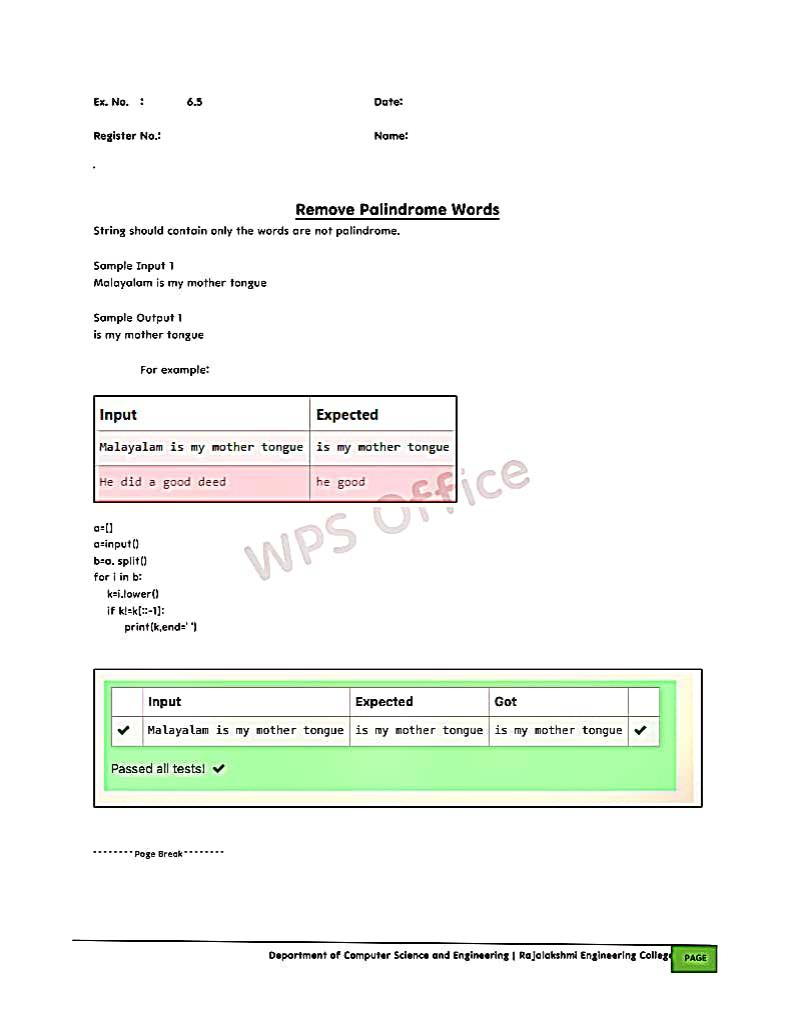 Ex. No. : 6.5 Date:
Register No.: Name:
.
Remove Palindrome Words
String should contain only the words are not palindrome.
Sample Input 1
Malayalam is my mother tongue
Sample Output 1
is my mother tongue
For example:
Input Expected
Malayalam is my mother tongue is my mother tongue
He did a good deed he good
WPS Office
a=[]
a=input()
b=a. split()
for i in b:
k=i.lower()
if k!=k[::-1]:
print(k,end=' ')
Input Expected Got
✔ Malayalam is my mother tongue is my mother tongue is my mother tongue ✔
Passed all tests! ✔
--------Page Break--------
Department of Computer Science and Engineering | Rajalakshmi Engineering College
PAGE